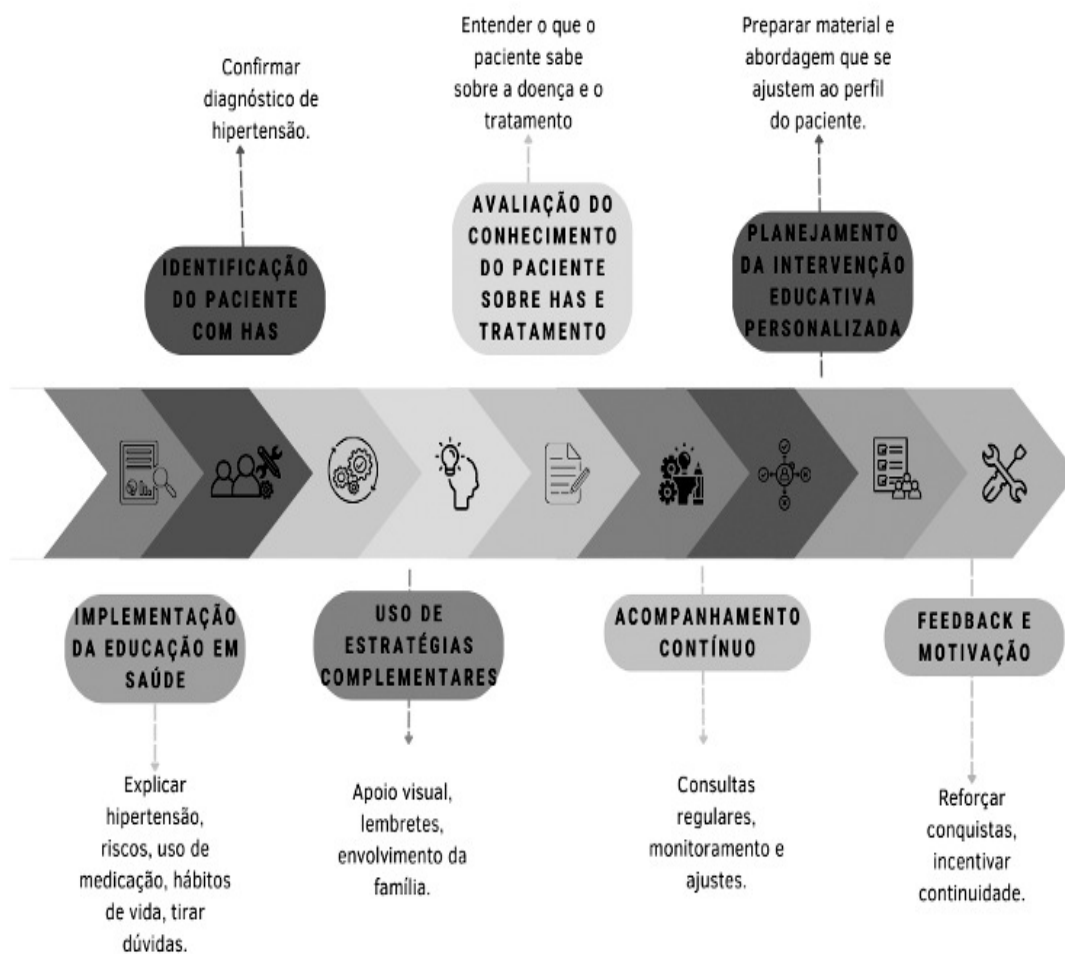 Confirmar
diagnóstico de
hipertensão.
IDENTIFICAÇÃO
DO PACIENTE
COM HAS
Entender o que o
paciente sabe
sobre a doença e o
tratamento
AVALIAÇÃO DO
CONHECIMENTO
DO PACIENTE
SOBRE HAS E
TRATAMENTO
Preparar material e
abordagem que se
ajustem ao perfil
do paciente.
PLANEJAMENTO
DA INTERVENÇÃO
EDUCATIVA
PERSONALIZADA
IMPLEMENTAÇÃO
DA EDUCAÇÃO EM
SAÚDE
Explicar
hipertensão,
riscos, uso de
medicação, hábitos
de vida, tirar
dúvidas.
USO DE
ESTRATÉGIAS
COMPLEMENTARES
Apoio visual,
lembretes,
envolvimento da
família.
ACOMPANHAMENTO
CONTÍNUO
Consultas
regulares,
monitoramento e
ajustes.
FEEDBACK E
MOTIVAÇÃO
Reforçar
conquistas,
incentivar
continuidade.